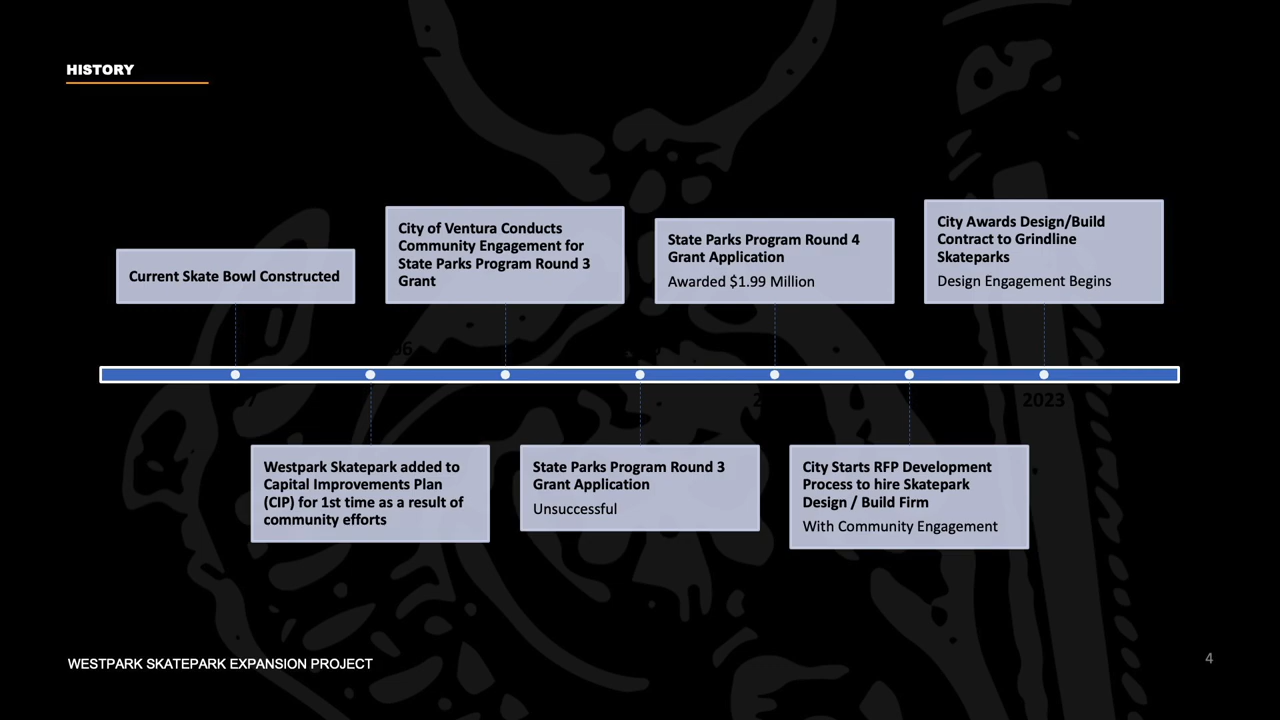 HISTORY
City of Ventura Conducts
Community Engagement for
State Parks Program Round 3
Grant
City Awards Design/Build
Contract to Grindline
Skateparks
Design Engagement Begins
State Parks Program Round 4
Grant Application
Awarded $1.99 Million
Current Skate Bowl Constructed
2023
Westpark Skatepark added to
Capital Improvements Plan
(CIP) for 1st time as a result of
community efforts
State Parks Program Round 3
Grant Application
Unsuccessful
City Starts RFP Development
Process to hire Skatepark
Design / Build Firm
With Community Engagement
WESTPARK SKATEPARK EXPANSION PROJECT
4